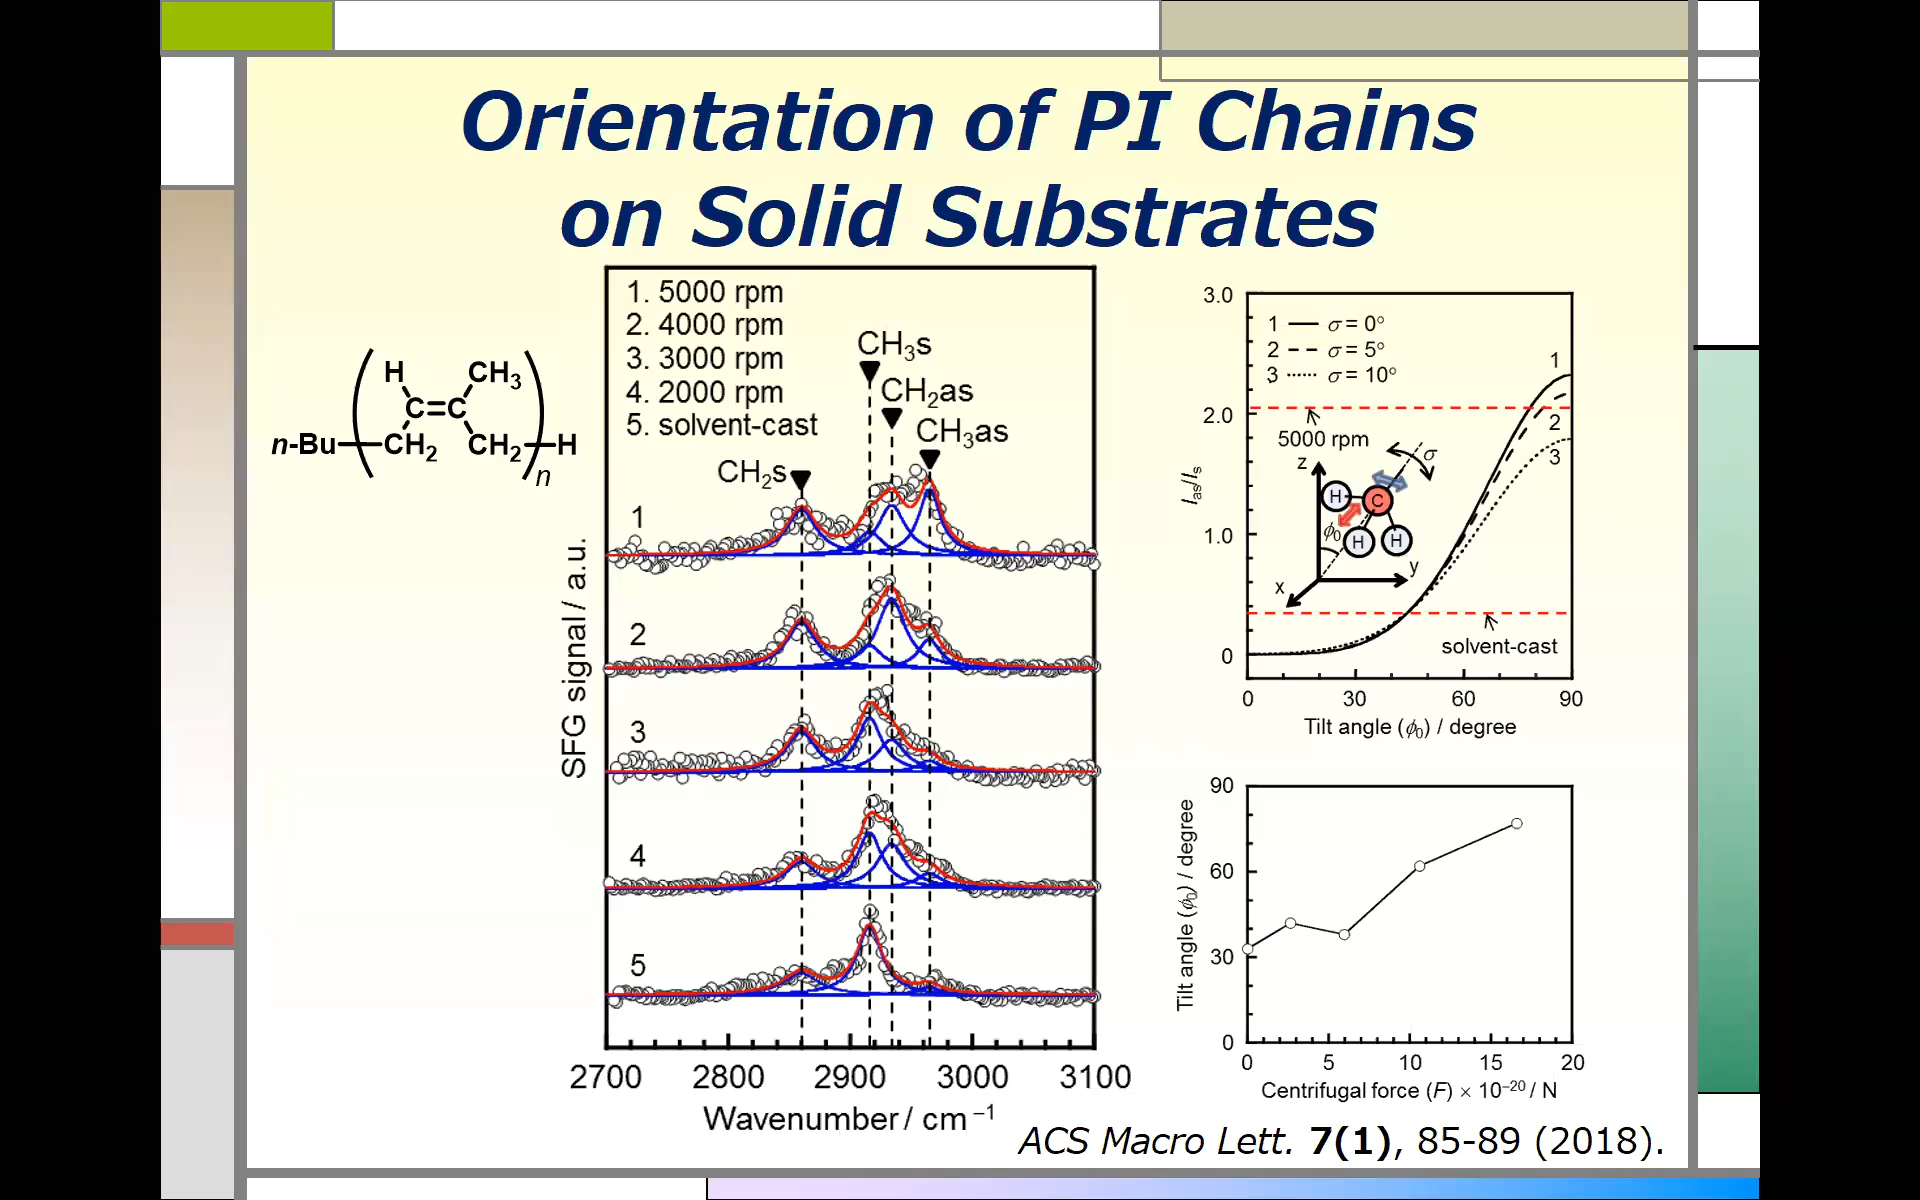 Orientation of PI Chains
on Solid Substrates
H
CH₃
C=C
n-Bu
CH₂
CH₂
H
n
1. 5000 rpm
2. 4000 rpm
3. 3000 rpm
4. 2000 rpm
5. solvent-cast
CH₃s
CH₂as
CH₃as
CH₂s
1
2
3
4
5
SFG signal / a.u.
2700 2800 2900 3000 3100
Wavenumber / cm⁻¹
3.0
2.0
1.0
0
I_as/I_s
1 σ = 0°
2 σ = 5°
3 σ = 10°
1
2
3
5000 rpm
z
σ
H
C
ϕ₀
H
H
y
x
solvent-cast
0 30 60 90
Tilt angle (ϕ₀) / degree
90
60
30
0
Tilt angle (ϕ₀) / degree
0 5 10 15 20
Centrifugal force (F) × 10⁻²⁰ / N
ACS Macro Lett. 7(1), 85-89 (2018).